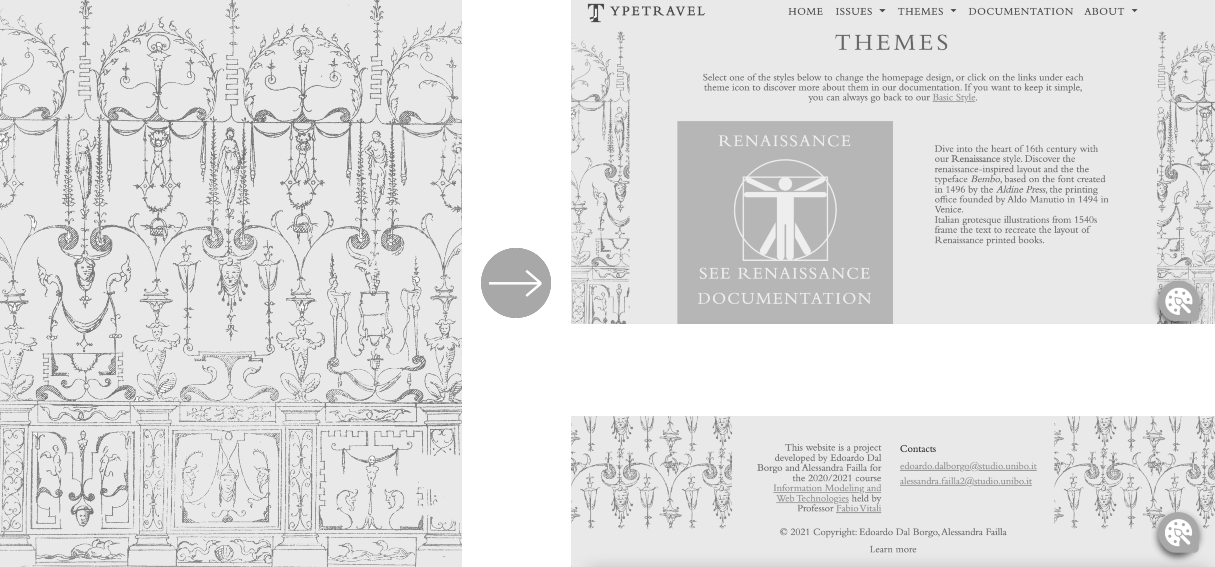 TYPETRAVEL
HOME ISSUES THEMES DOCUMENTATION ABOUT
THEMES
Select one of the styles below to change the homepage design, or click on the links under each
theme icon to discover more about them in our documentation. If you want to keep it simple,
you can always go back to our Basic Style.
RENAISSANCE
SEE RENAISSANCE
DOCUMENTATION
Dive into the heart of 16th century with
our Renaissance style. Discover the
renaissance-inspired layout and the the
typeface Bembo, based on the font created
in 1496 by the Aldine Press, the printing
office founded by Aldo Manutio in 1494 in
Venice.
Italian grotesque illustrations from 1540s
frame the text to recreate the layout of
Renaissance printed books.
This website is a project
developed by Edoardo Dal
Borgo and Alessandra Failla for
the 2020/2021 course
Information Modeling and
Web Technologies held by
Professor Fabio Vitali
Contacts
edoardo.dalborgo@studio.unibo.it
alessandra.failla2@studio.unibo.it
© 2021 Copyright: Edoardo Dal Borgo, Alessandra Failla
Learn more